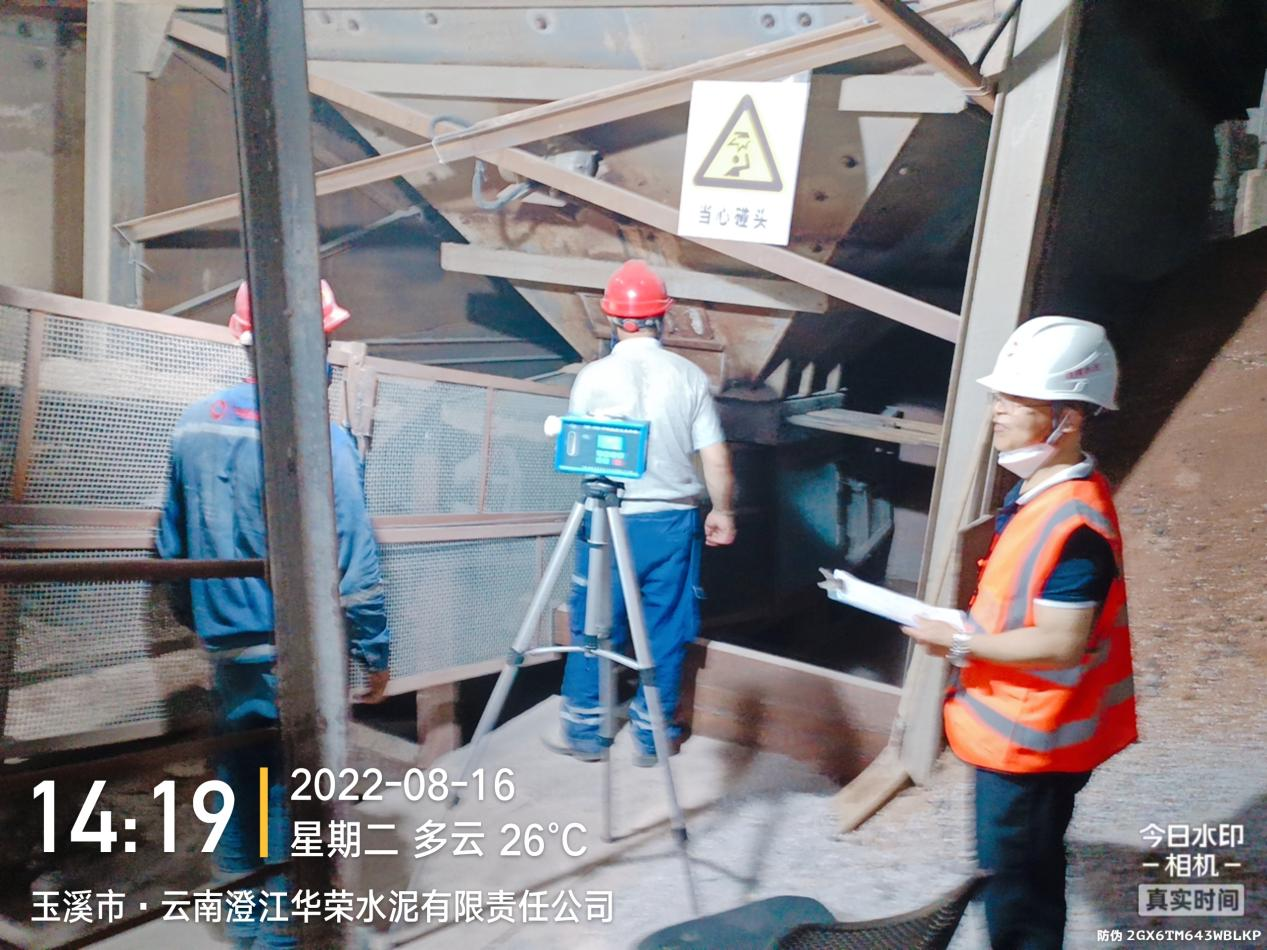 当心碰头
14:19
2022-08-16
星期二 多云 26°C
玉溪市·云南澄江华荣水泥有限责任公司
今日水印
-相机-
真实时间
防伪 2GX6TM643WBLKP